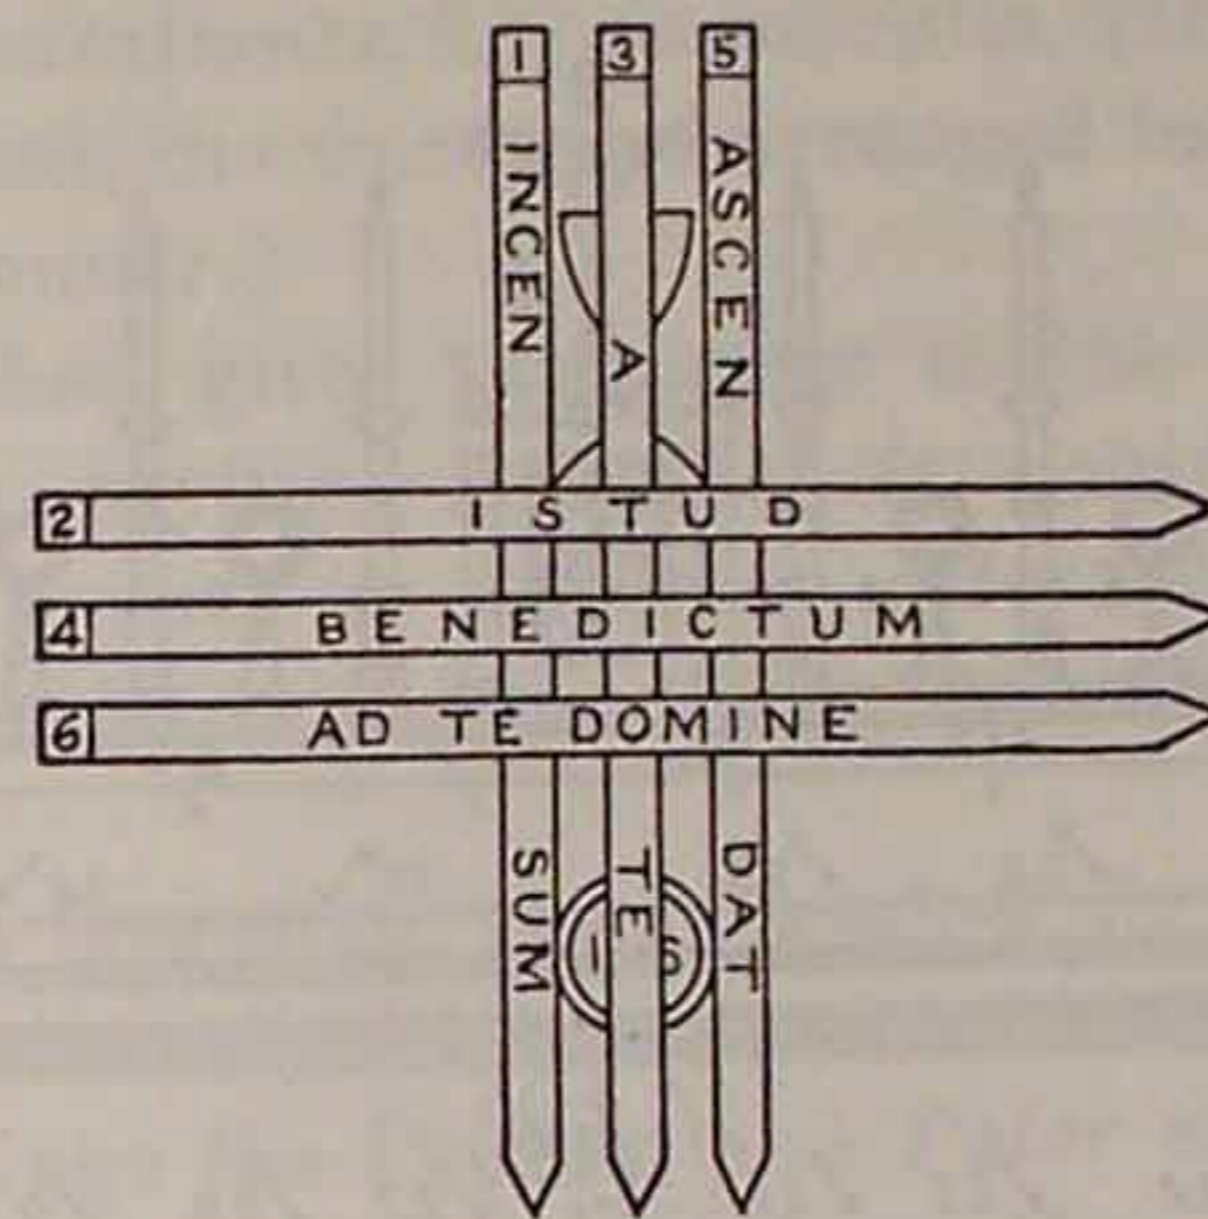 1 INCEN SUM
2 ISTUD
3 A TE
4 BENEDICTUM
5 ASCEN DAT
6 AD TE DOMINE